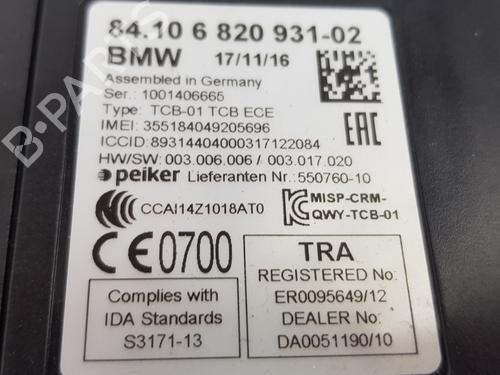 84.10 6 820 931-02
BMW 17/11/16
Assembled in Germany
Ser.: 1001406665
Type: TCB-01 TCB ECE
IMEI: 355184049205696
ICCID: 89314404000317122084
HW/SW: 003.006.006 / 003.017.020
peiker Lieferanten Nr.: 550760-10
CCAI14Z1018AT0
MISP-CRM-
QWY-TCB-01
CE0700
TRA
REGISTERED No:
ER0095649/12
DEALER No:
DA0051190/10
Complies with
IDA Standards
S3171-13
EAC
B-PARTS